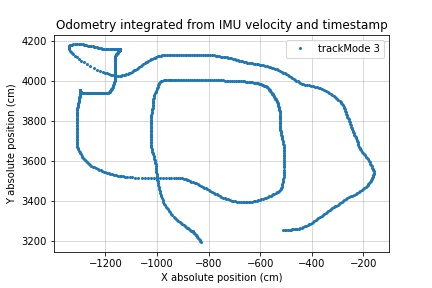 Odometry integrated from IMU velocity and timestamp
trackMode 3
4200
4000
3800
3600
3400
3200
Y absolute position (cm)
−1200 −1000 −800 −600 −400 −200
X absolute position (cm)